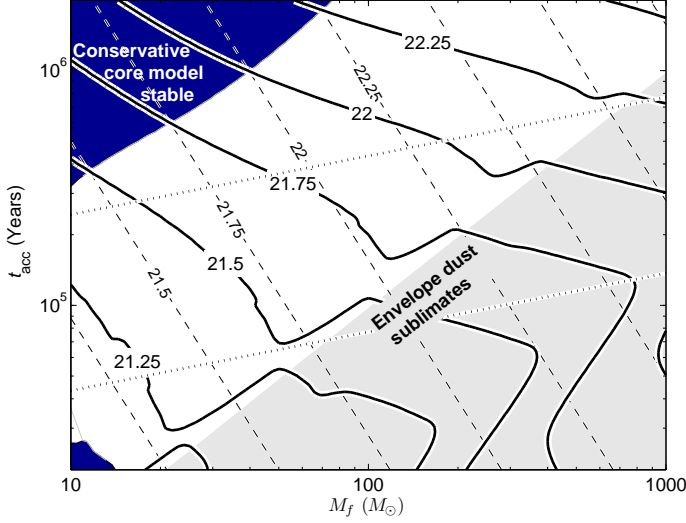 Conservative
core model
stable
22.25
22.25
22
22
21.75
21.75
21.5
21.5
21.25
Envelope dust
sublimates
10^6
10^5
t_acc (Years)
10
100
1000
M_f (M_⊙)